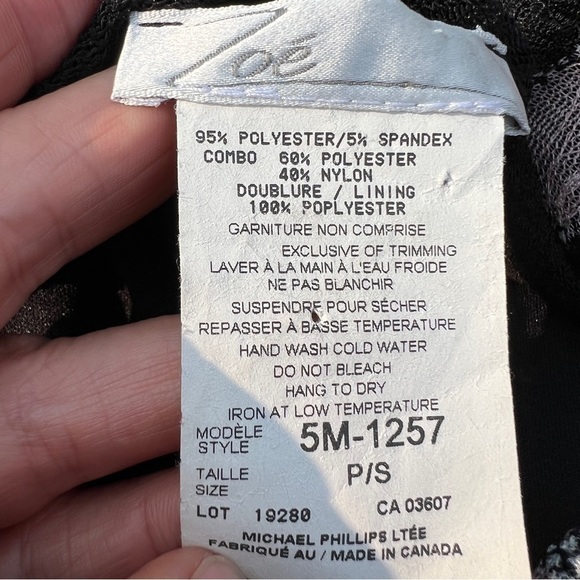 Zoé
95% POLYESTER/5% SPANDEX
COMBO 60% POLYESTER
40% NYLON
DOUBLURE / LINING
100% POPLYESTER
GARNITURE NON COMPRISE
EXCLUSIVE OF TRIMMING
LAVER À LA MAIN À L'EAU FROIDE
NE PAS BLANCHIR
SUSPENDRE POUR SÉCHER
REPASSER À BASSE TEMPERATURE
HAND WASH COLD WATER
DO NOT BLEACH
HANG TO DRY
IRON AT LOW TEMPERATURE
MODÈLE
STYLE 5M-1257
TAILLE
SIZE P/S
LOT 19280 CA 03607
MICHAEL PHILLIPS LTÉE
FABRIQUÉ AU / MADE IN CANADA